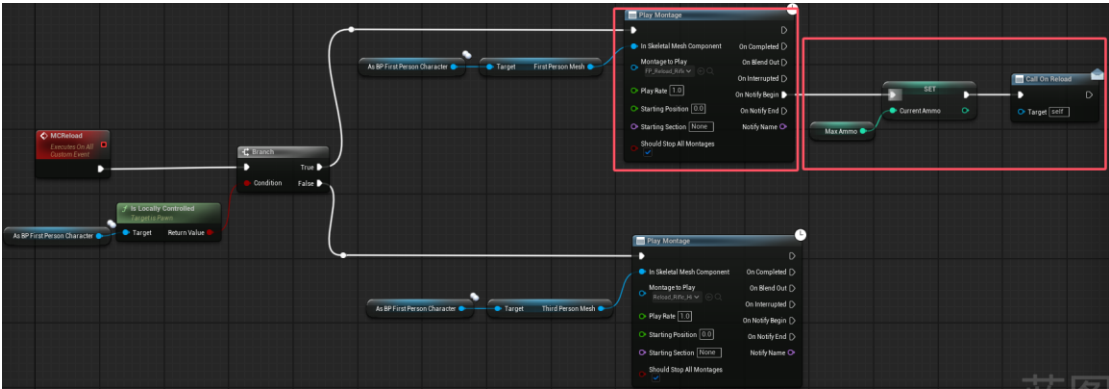 Play Montage
In Skeletal Mesh Component
On Completed
Montage to Play
On Blend Out
FP_Reload_Rifle
On Interrupted
Play Rate 1.0
On Notify Begin
Starting Position 0.0
On Notify End
Starting Section None
Notify Name
Should Stop All Montages
As BP First Person Character
Target
First Person Mesh
SET
Current Ammo
Max Ammo
Call On Reload
Target self
MCReload
Executes On All
Custom Event
Branch
True
Condition
False
Is Locally Controlled
Target is Pawn
As BP First Person Character
Target
Return Value
Play Montage
In Skeletal Mesh Component
On Completed
Montage to Play
On Blend Out
On Interrupted
Play Rate 1.0
On Notify Begin
Starting Position 0.0
On Notify End
Starting Section None
Notify Name
Should Stop All Montages
As BP First Person Character
Target
Third Person Mesh